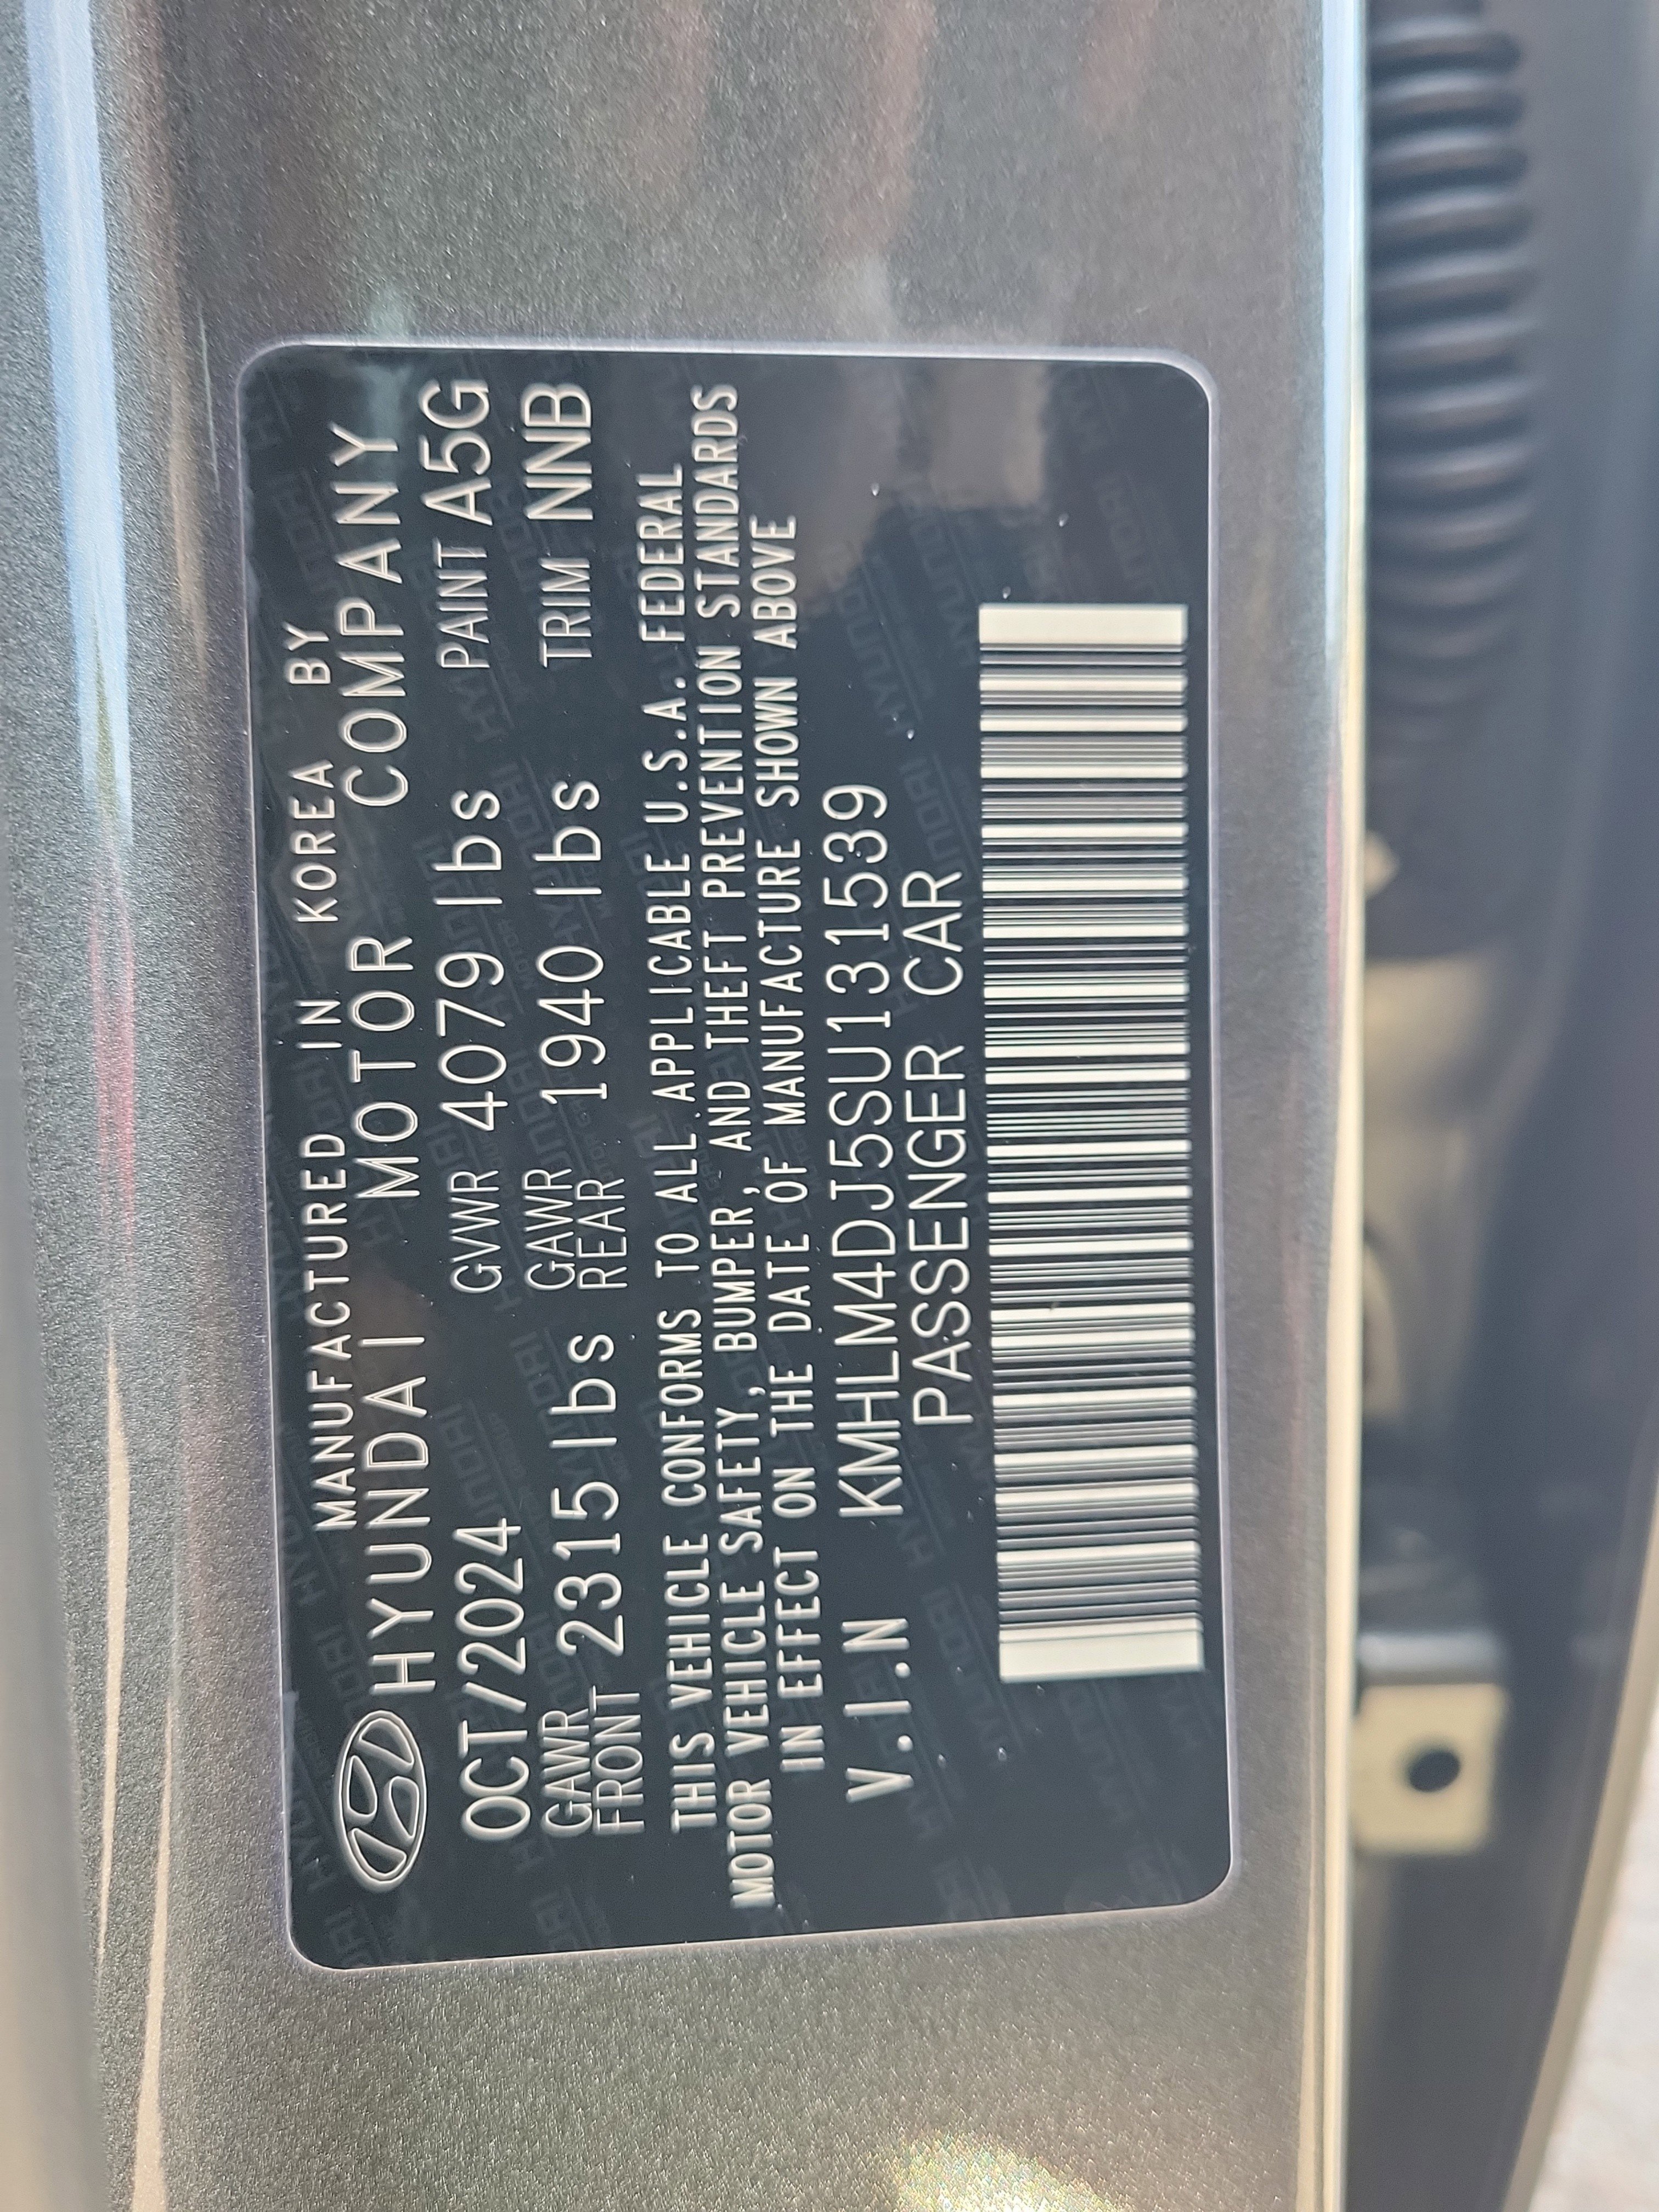 MANUFACTURED IN KOREA BY
HYUNDAI MOTOR COMPANY
OCT/2024 GVWR 4079 lbs PAINT A5G
GAWR FRONT 2315 lbs GAWR REAR 1940 lbs TRIM NNB
THIS VEHICLE CONFORMS TO ALL APPLICABLE U.S.A. FEDERAL
MOTOR VEHICLE SAFETY, BUMPER, AND THEFT PREVENTION STANDARDS
IN EFFECT ON THE DATE OF MANUFACTURE SHOWN ABOVE
V.I.N KMHLM4DJ5SU131539
PASSENGER CAR